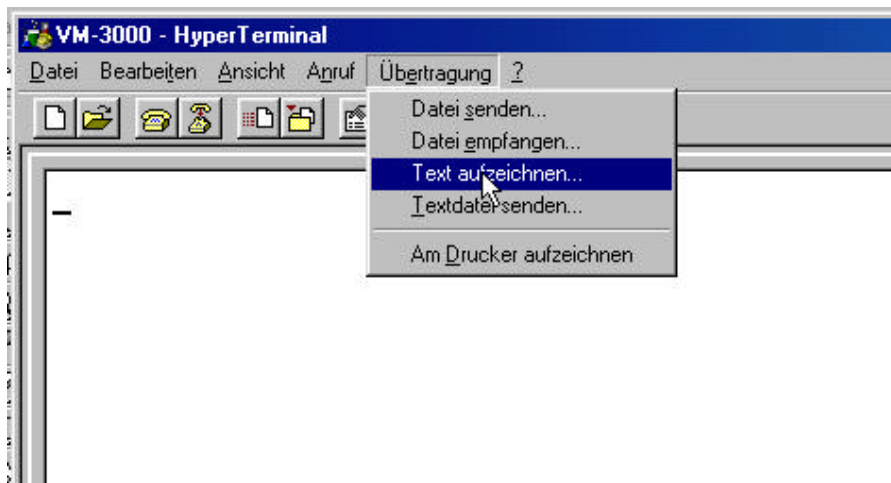 VM-3000 - HyperTerminal
Datei Bearbeiten Ansicht Anruf Übertragung ?
Datei senden...
Datei empfangen...
Text aufzeichnen...
Textdatei senden...
Am Drucker aufzeichnen